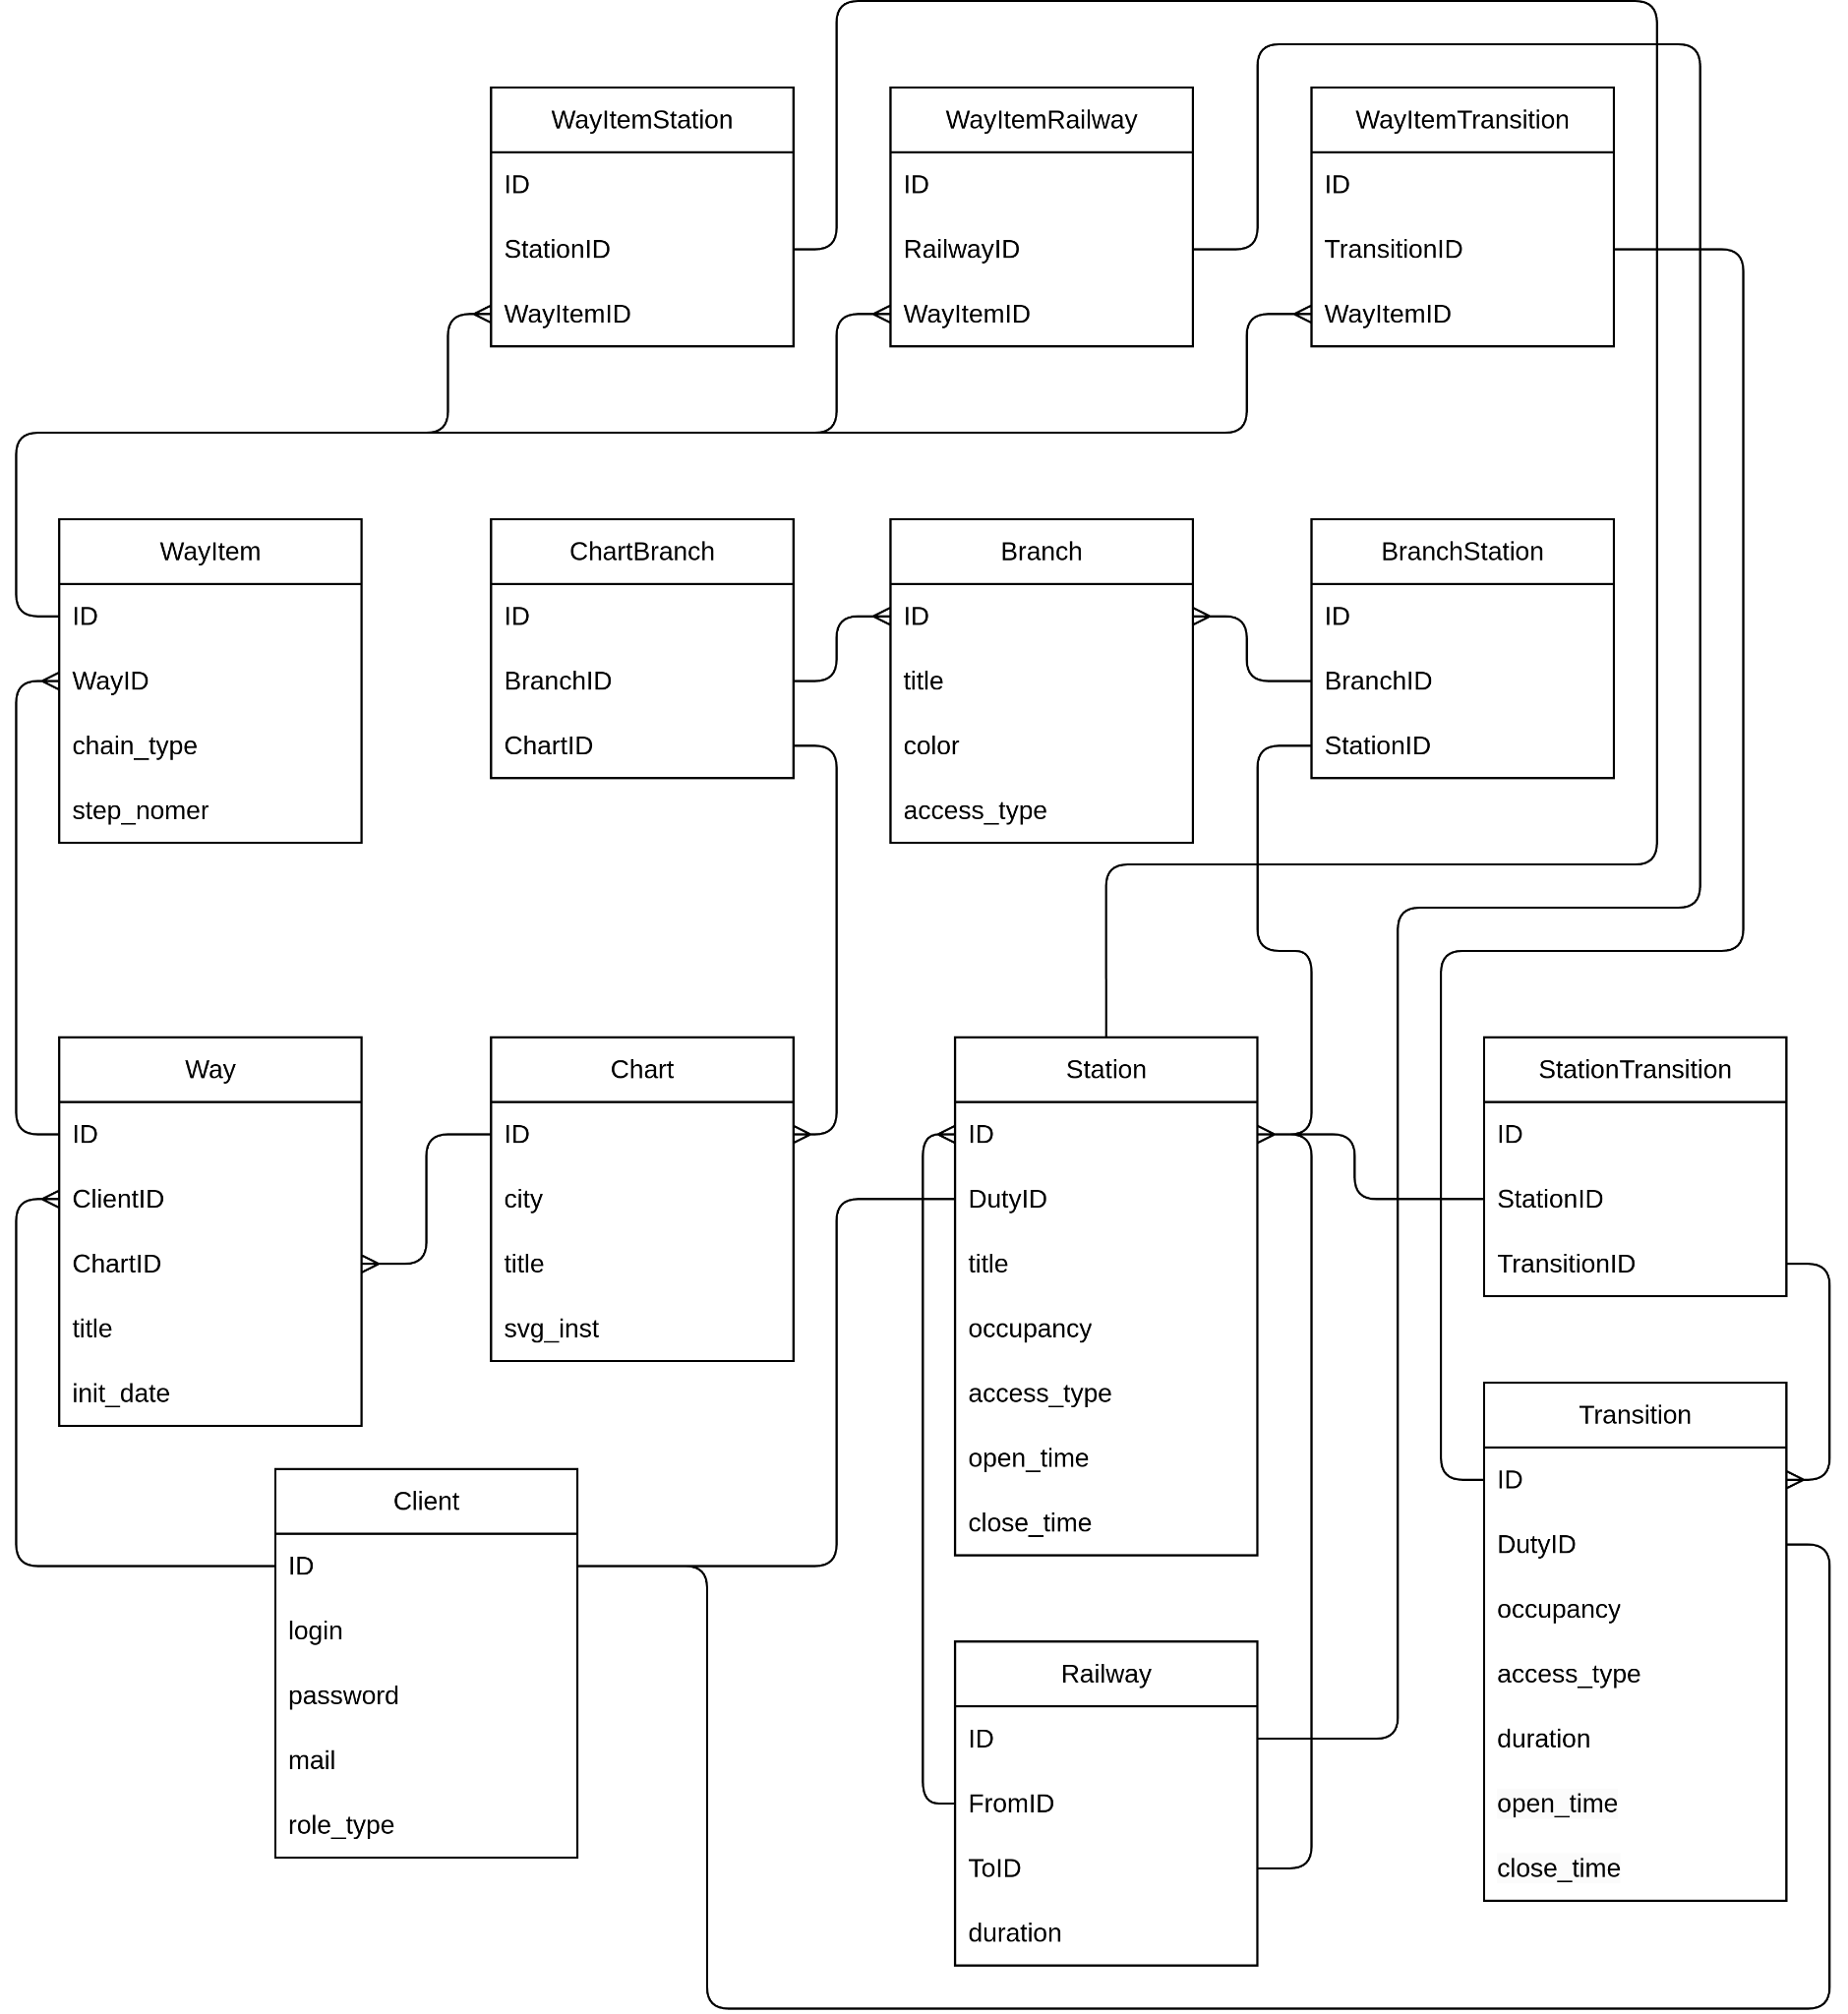 WayItemStation
ID
StationID
WayItemID
WayItemRailway
ID
RailwayID
WayItemID
WayItemTransition
ID
TransitionID
WayItemID
WayItem
ID
WayID
chain_type
step_nomer
ChartBranch
ID
BranchID
ChartID
Branch
ID
title
color
access_type
BranchStation
ID
BranchID
StationID
Way
ID
ClientID
ChartID
title
init_date
Chart
ID
city
title
svg_inst
Station
ID
DutyID
title
occupancy
access_type
open_time
close_time
StationTransition
ID
StationID
TransitionID
Transition
ID
DutyID
occupancy
access_type
duration
open_time
close_time
Client
ID
login
password
mail
role_type
Railway
ID
FromID
ToID
duration